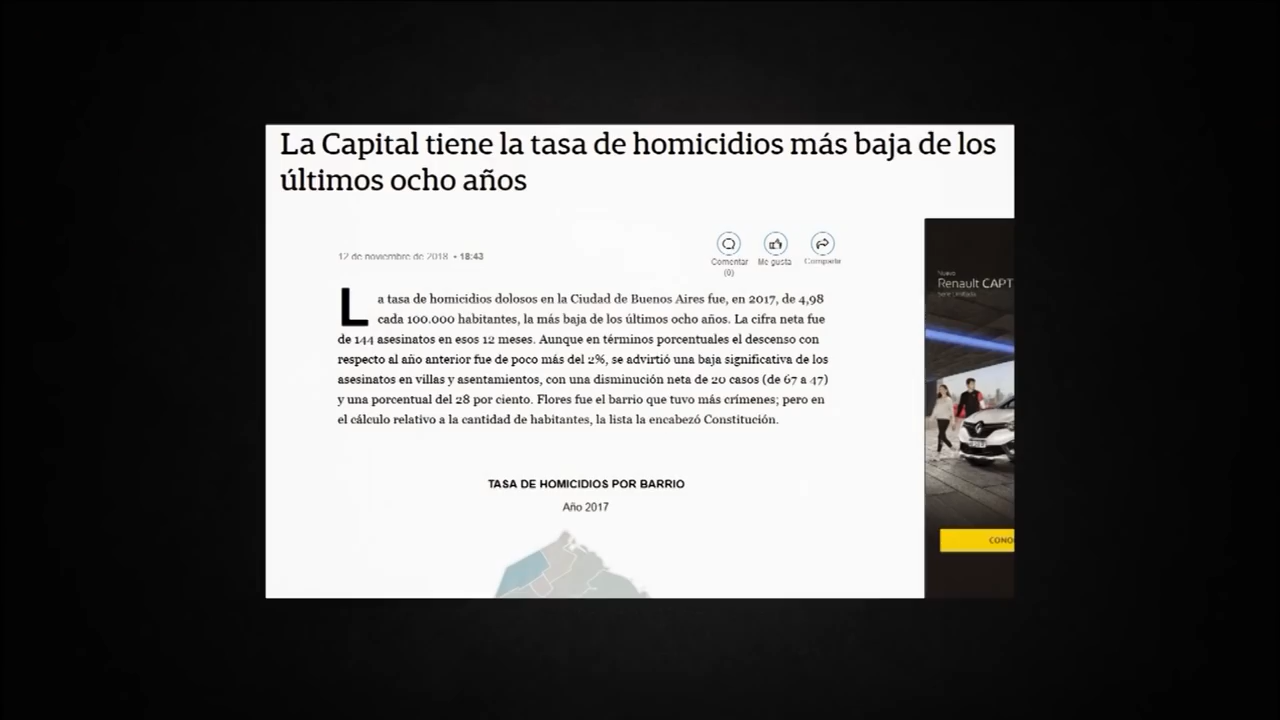 La Capital tiene la tasa de homicidios más baja de los
últimos ocho años
12 de noviembre de 2018 • 18:43
Comentar
(0)
Me gusta
Compartir
La tasa de homicidios dolosos en la Ciudad de Buenos Aires fue, en 2017, de 4,98
cada 100.000 habitantes, la más baja de los últimos ocho años. La cifra neta fue
de 144 asesinatos en esos 12 meses. Aunque en términos porcentuales el descenso con
respecto al año anterior fue de poco más del 2%, se advirtió una baja significativa de los
asesinatos en villas y asentamientos, con una disminución neta de 20 casos (de 67 a 47)
y una porcentual del 28 por ciento. Flores fue el barrio que tuvo más crímenes; pero en
el cálculo relativo a la cantidad de habitantes, la lista la encabezó Constitución.
TASA DE HOMICIDIOS POR BARRIO
Año 2017
Nuevo
Renault CAPT
Serie Limitada
CONO